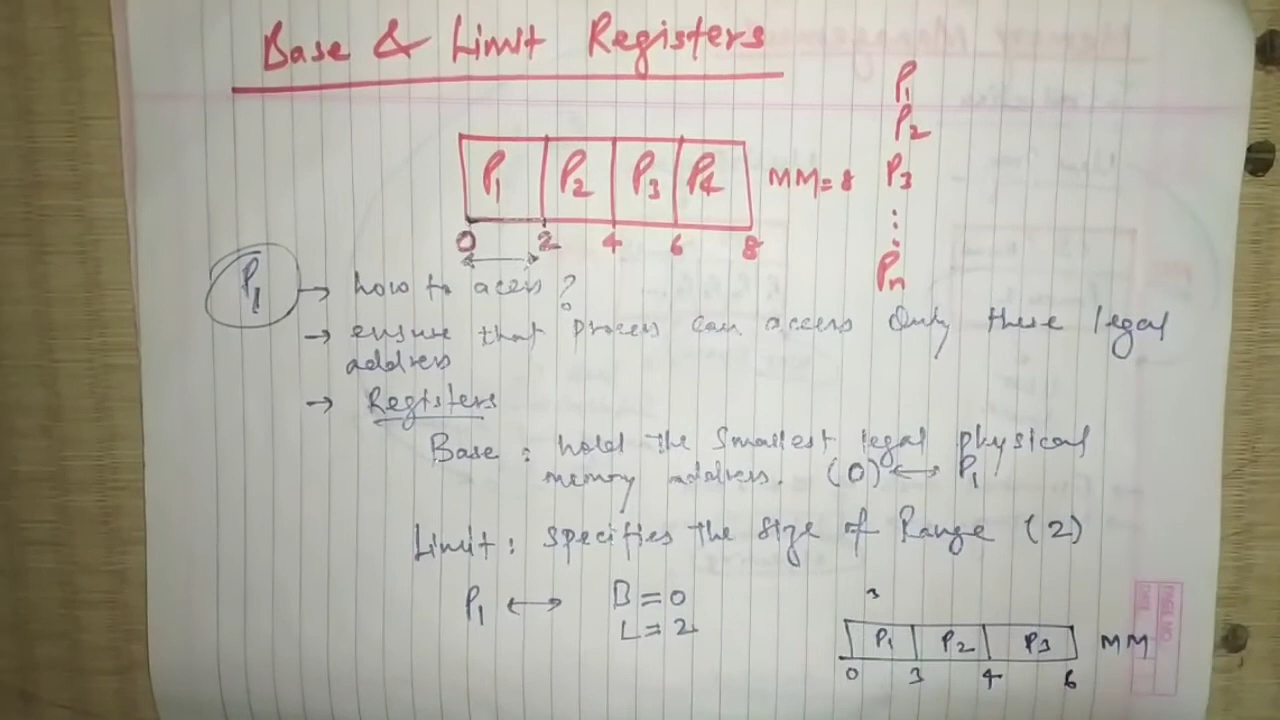 Base & Limit Registers
P1
P2
P3
Pn
P1 P2 P3 P4 MM=8
0 2 4 6 8
P1 → how to acess?
→ ensure that process can access Only these legal
address
→ Registers
Base : hold the smallest legal physical
memory address. (0) ↔ P1
Limit : specifies the size of Range (2)
P1 ↔ B = 0
L = 2
3
P1 P2 P3 MM
0 3 4 6